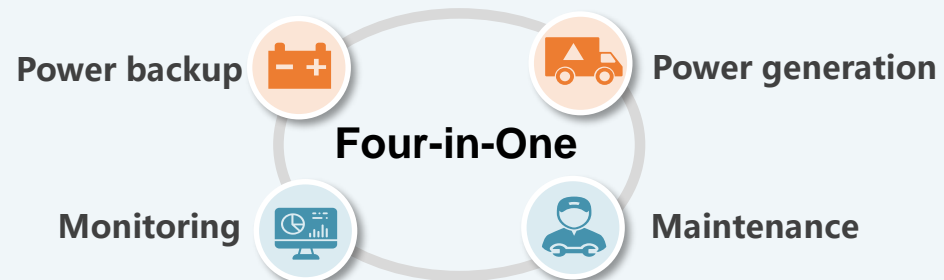 Power backup
Power generation
Four-in-One
Monitoring
Maintenance